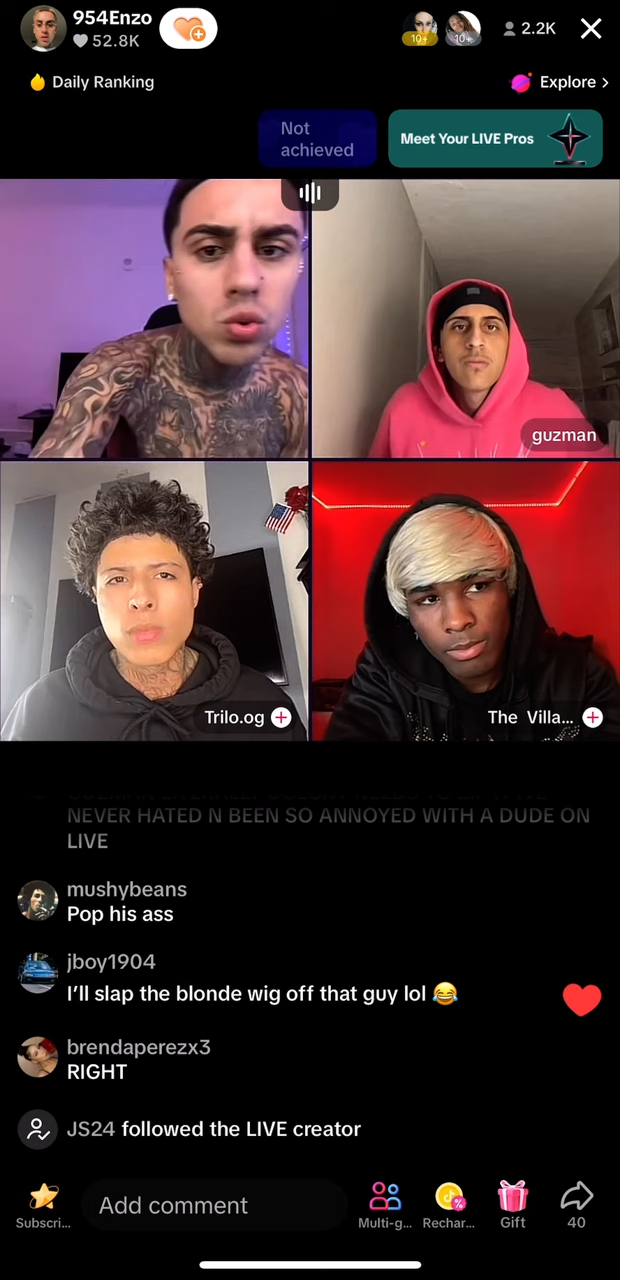 954Enzo
52.8K
10+
10+
2.2K
Daily Ranking
Explore >
Not
achieved
Meet Your LIVE Pros
guzman
Trilo.og
The Villa...
NEVER HATED N BEEN SO ANNOYED WITH A DUDE ON
LIVE
mushybeans
Pop his ass
jboy1904
I'll slap the blonde wig off that guy lol 😂
brendaperezx3
RIGHT
JS24 followed the LIVE creator
Add comment
Subscri...
Multi-g...
Rechar...
Gift
40